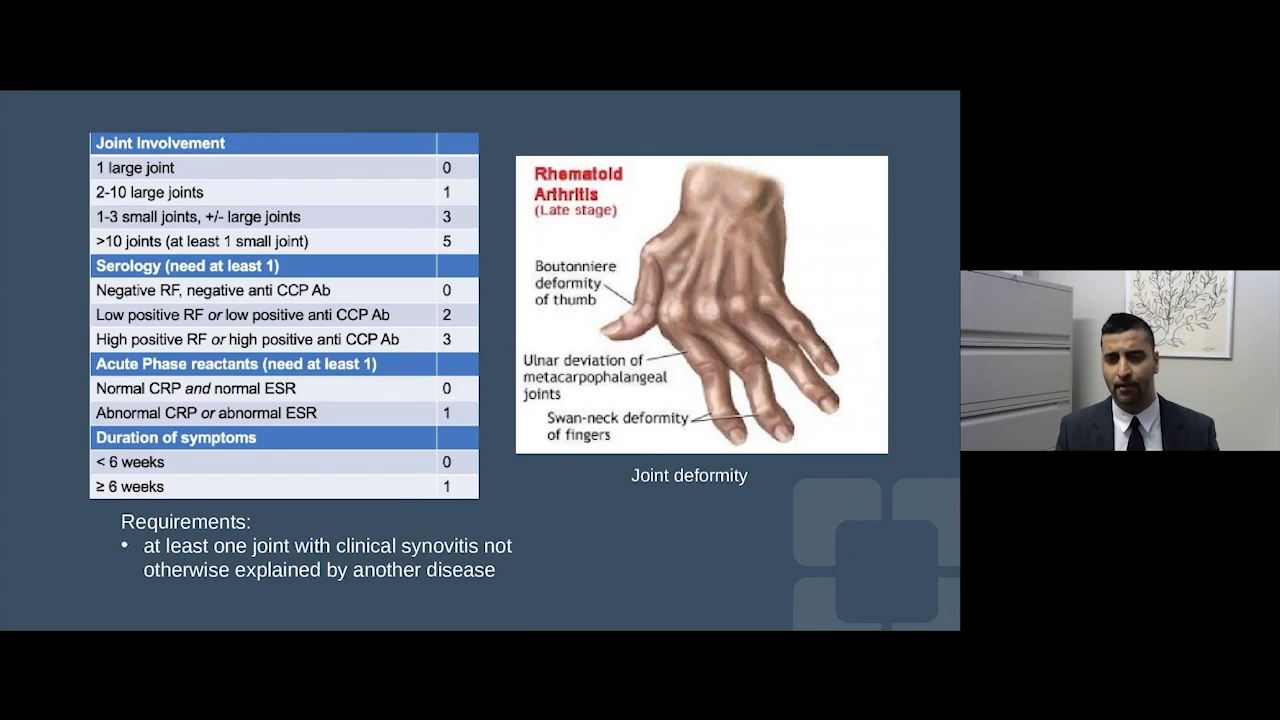 Joint Involvement
1 large joint 0
2-10 large joints 1
1-3 small joints, +/- large joints 3
>10 joints (at least 1 small joint) 5
Serology (need at least 1)
Negative RF, negative anti CCP Ab 0
Low positive RF or low positive anti CCP Ab 2
High positive RF or high positive anti CCP Ab 3
Acute Phase reactants (need at least 1)
Normal CRP and normal ESR 0
Abnormal CRP or abnormal ESR 1
Duration of symptoms
< 6 weeks 0
≥ 6 weeks 1
Requirements:
• at least one joint with clinical synovitis not
otherwise explained by another disease
Rhematoid
Arthritis
(Late stage)
Boutonniere
deformity
of thumb
Ulnar deviation of
metacarpophalangeal
joints
Swan-neck deformity
of fingers
Joint deformity